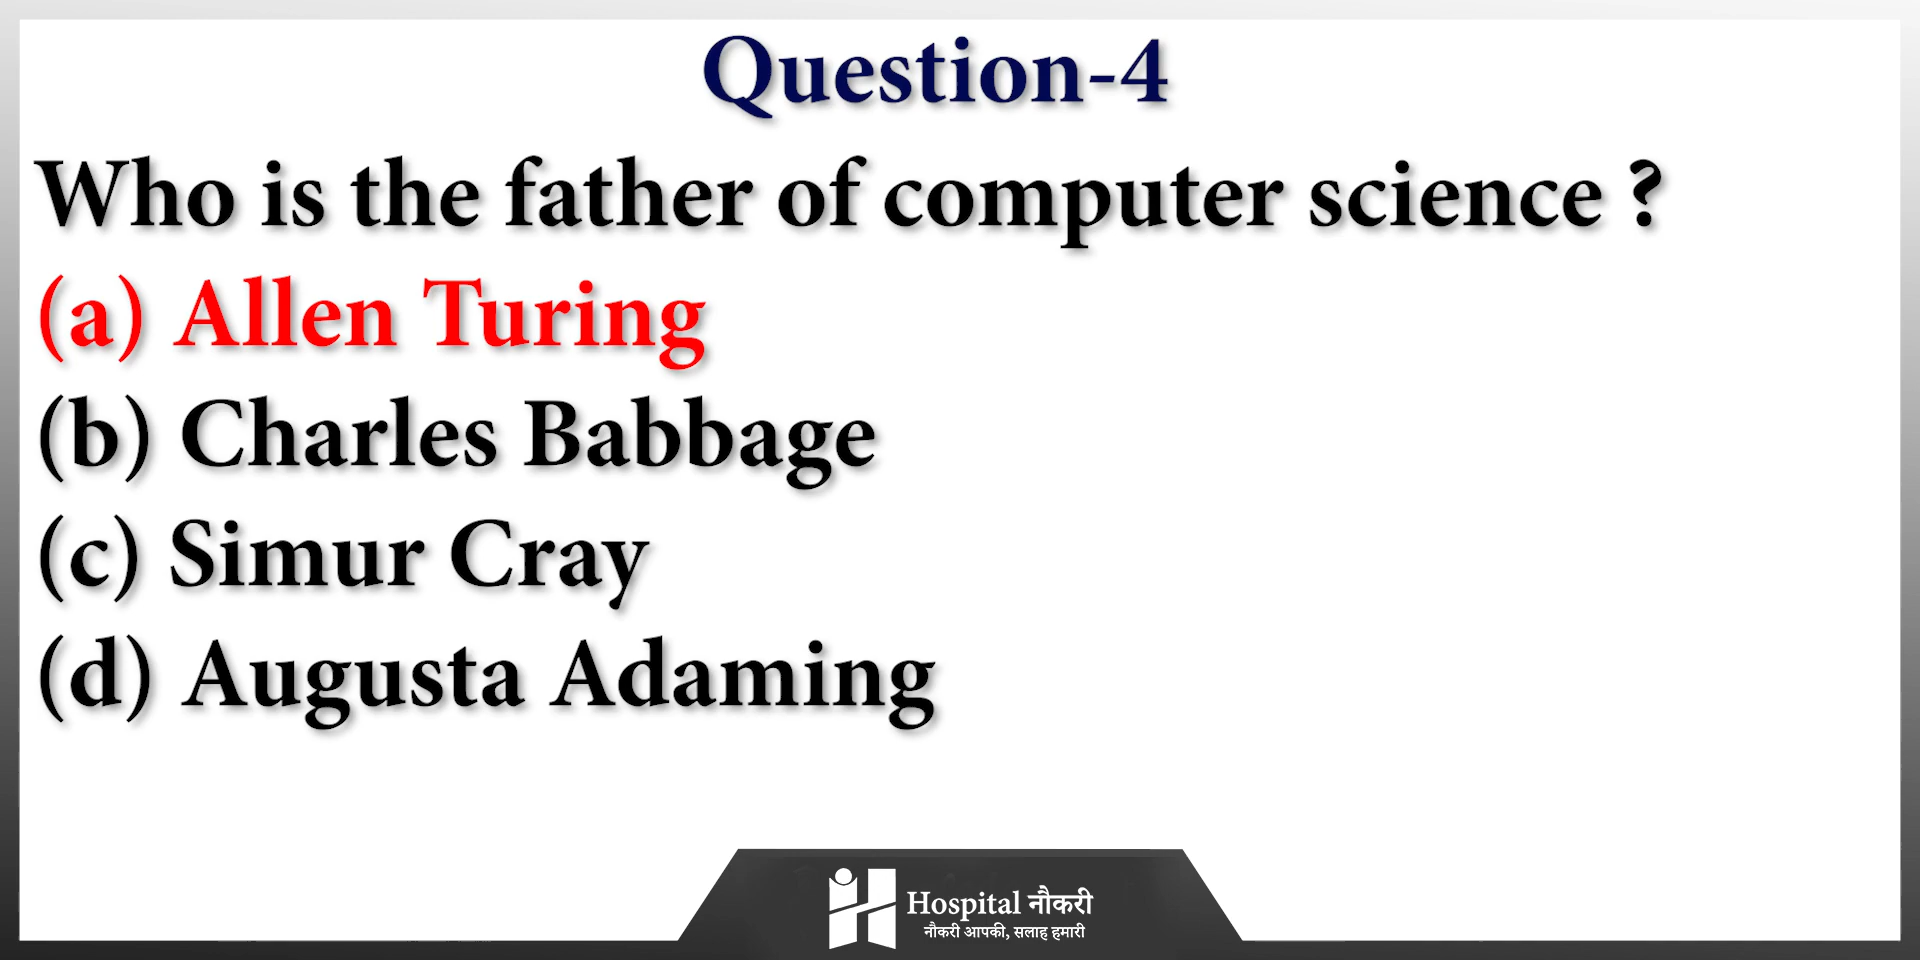 Question-4
Who is the father of computer science ?
(a) Allen Turing
(b) Charles Babbage
(c) Simur Cray
(d) Augusta Adaming
Hospital नौकरी
नौकरी आपकी, सलाह हमारी